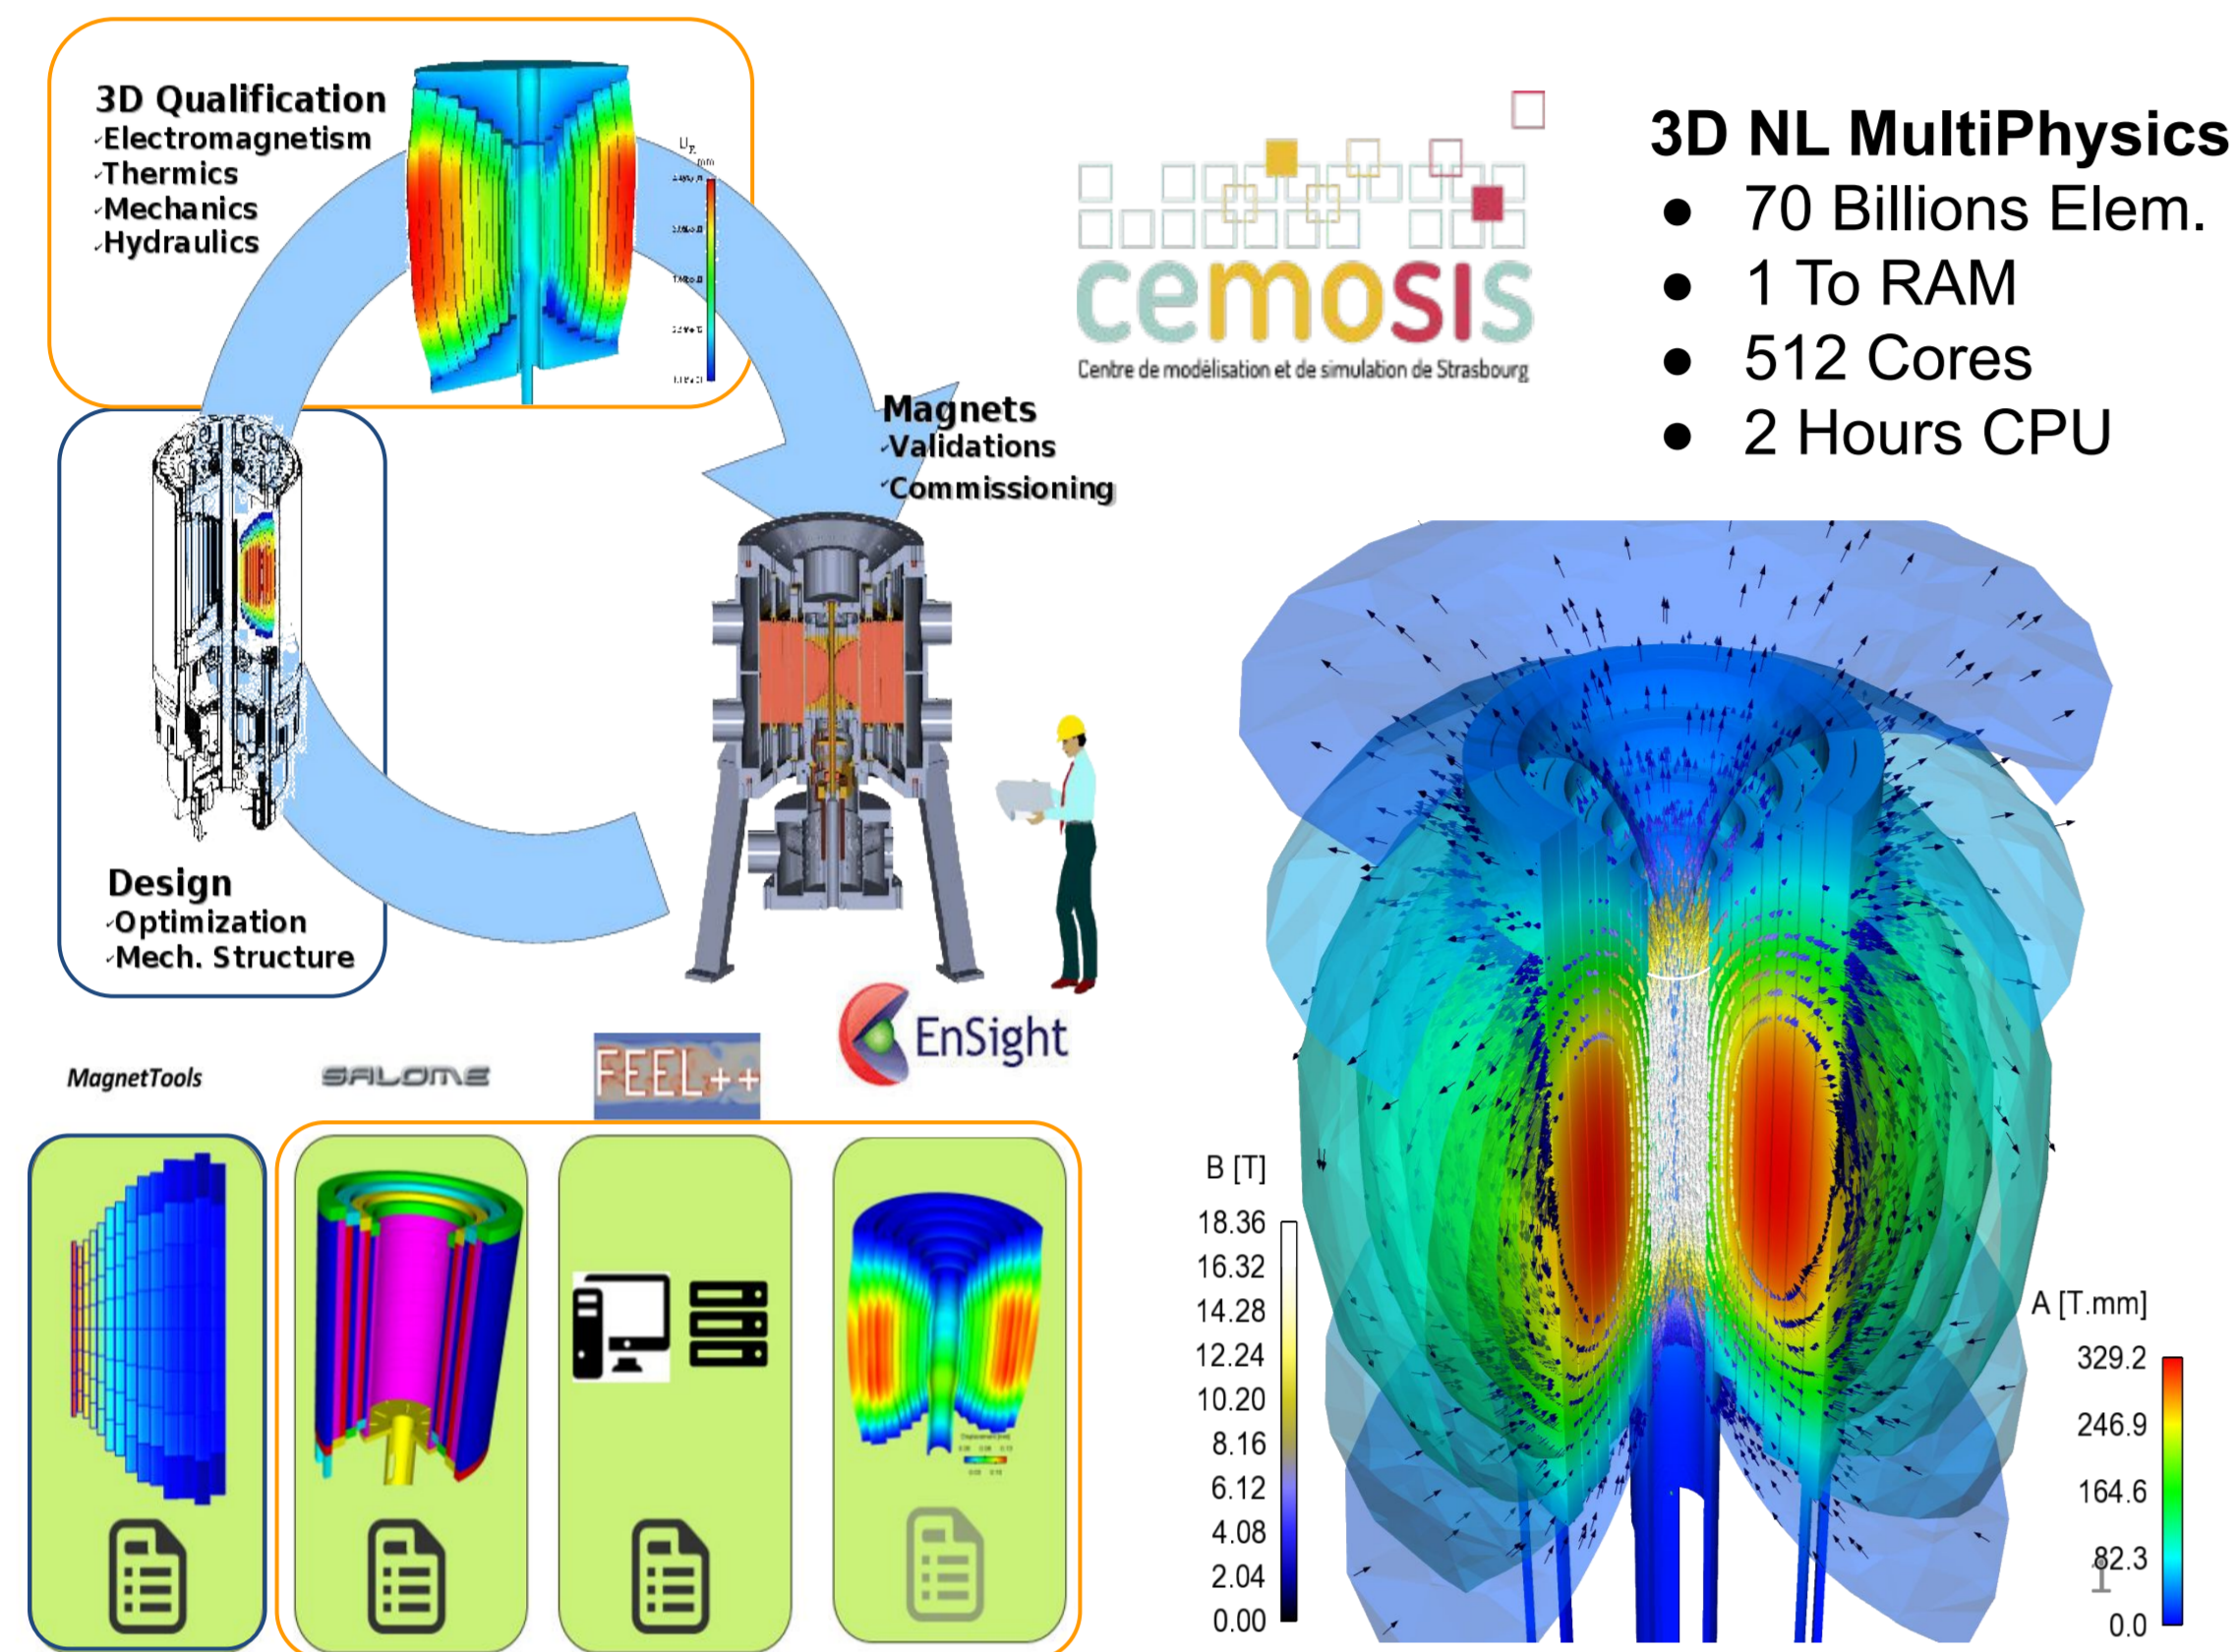 3D Qualification
✓Electromagnetism
✓Thermics
✓Mechanics
✓Hydraulics
mm
cemosis
Centre de modélisation et de simulation de Strasbourg
3D NL MultiPhysics
● 70 Billions Elem.
● 1 To RAM
● 512 Cores
● 2 Hours CPU
Magnets
✓Validations
✓Commissioning
Design
✓Optimization
✓Mech. Structure
MagnetTools
SALOME
FEEL++
EnSight
B [T]
18.36
16.32
14.28
12.24
10.20
8.16
6.12
4.08
2.04
0.00
A [T.mm]
329.2
246.9
164.6
82.3
0.0
1